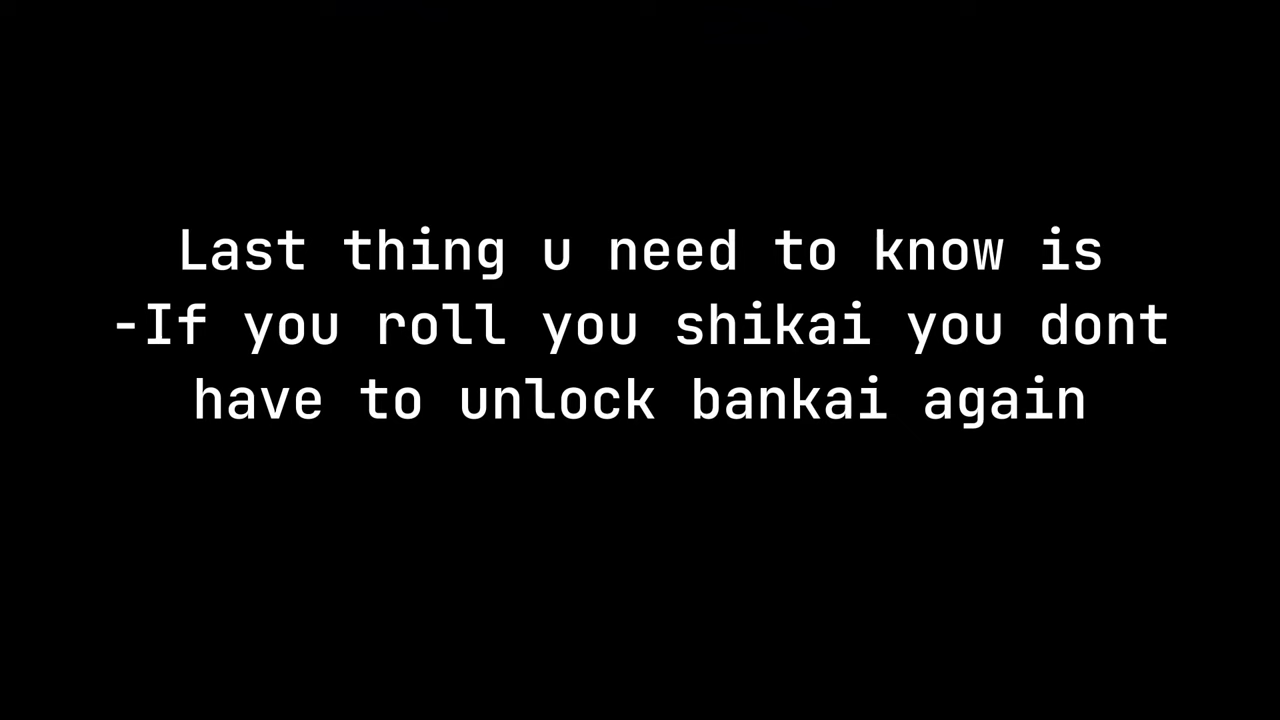 Last thing u need to know is
-If you roll you shikai you dont
have to unlock bankai again